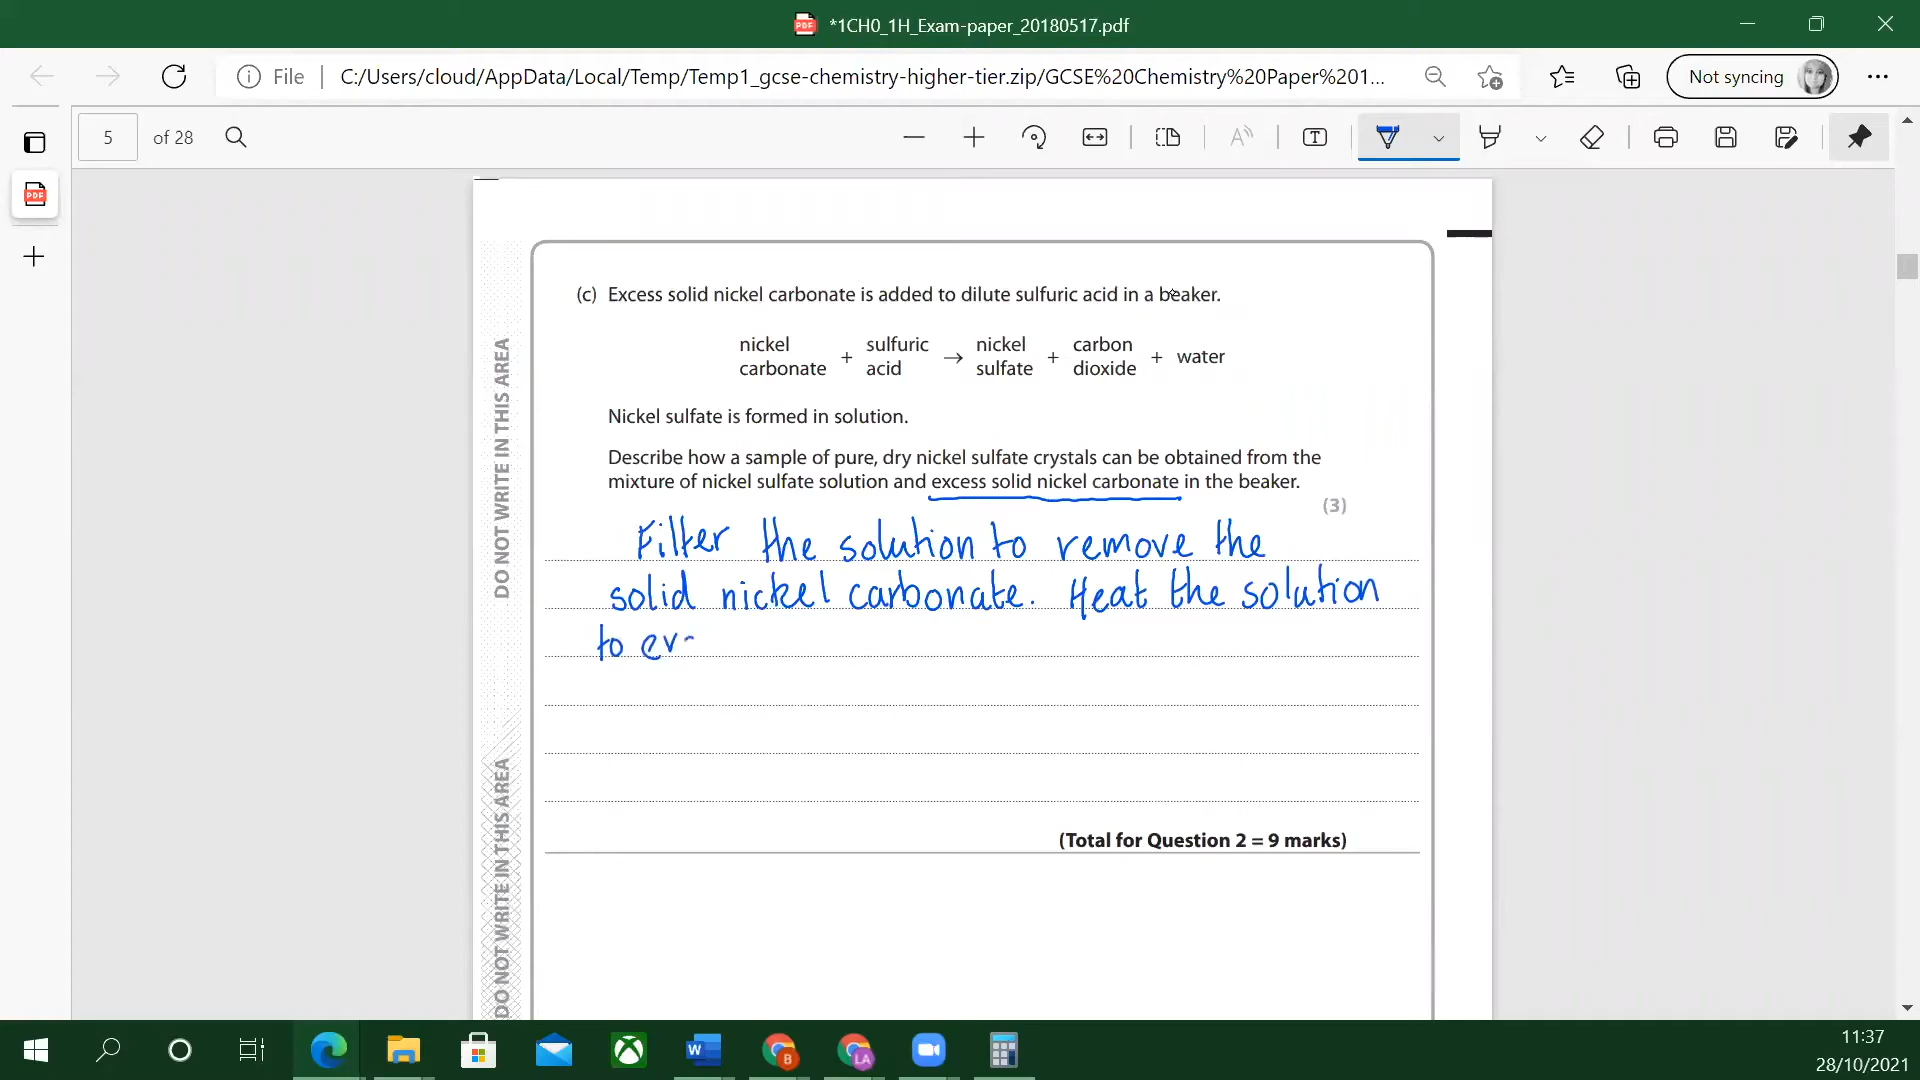 *1CH0_1H_Exam-paper_20180517.pdf
File
C:/Users/cloud/AppData/Local/Temp/Temp1_gcse-chemistry-higher-tier.zip/GCSE%20Chemistry%20Paper%201...
Not syncing
5 of 28
DO NOT WRITE IN THIS AREA
DO NOT WRITE IN THIS AREA
(c) Excess solid nickel carbonate is added to dilute sulfuric acid in a beaker.
nickel carbonate + sulfuric acid → nickel sulfate + carbon dioxide + water
Nickel sulfate is formed in solution.
Describe how a sample of pure, dry nickel sulfate crystals can be obtained from the
mixture of nickel sulfate solution and excess solid nickel carbonate in the beaker.
(3)
Filter the solution to remove the
solid nickel carbonate. Heat the solution
to ev
(Total for Question 2 = 9 marks)
11:37
28/10/2021